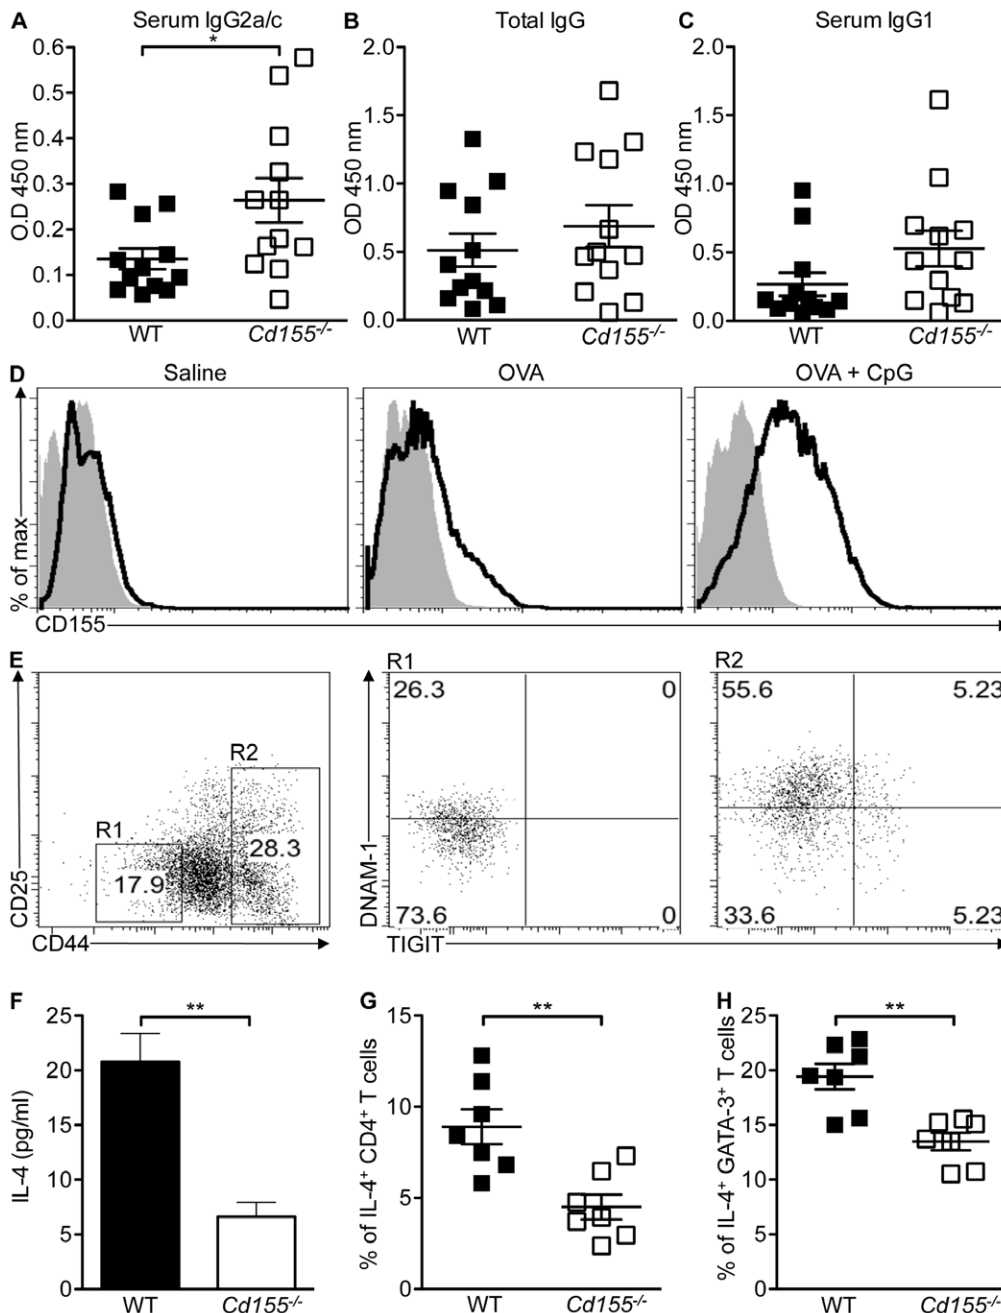 A Serum IgG2a/c
*
O.D 450 nm
0.6
0.5
0.4
0.3
0.2
0.1
0.0
WT Cd155-/-
B Total IgG
OD 450 nm
2.0
1.5
1.0
0.5
0.0
WT Cd155-/-
C Serum IgG1
OD 450 nm
2.0
1.5
1.0
0.5
0.0
WT Cd155-/-
D Saline OVA OVA + CpG
% of max
CD155
E
R1
17.9
R2
28.3
CD25
CD44
R1
26.3 0
73.6 0
DNAM-1
TIGIT
R2
55.6 5.23
33.6 5.23
F
**
IL-4 (pg/ml)
25
20
15
10
5
0
WT Cd155-/-
G
**
% of IL-4+ CD4+ T cells
15
10
5
0
WT Cd155-/-
H
**
% of IL-4+ GATA-3+ T cells
25
20
15
10
5
0
WT Cd155-/-